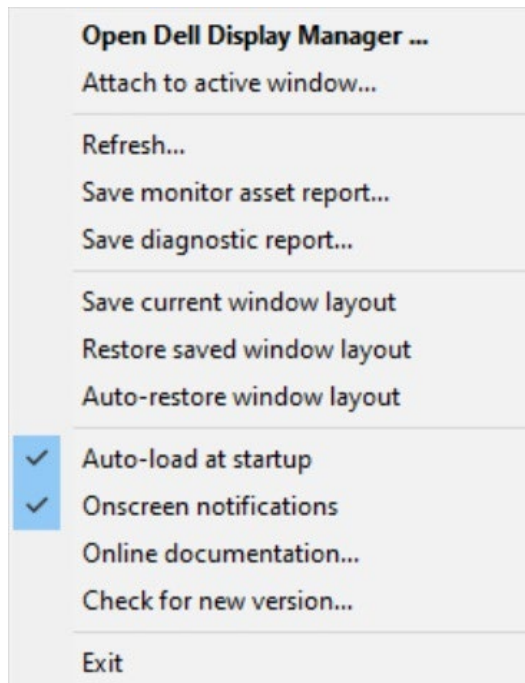 Open Dell Display Manager ...
Attach to active window...
Refresh...
Save monitor asset report...
Save diagnostic report...
Save current window layout
Restore saved window layout
Auto-restore window layout
Auto-load at startup
Onscreen notifications
Online documentation...
Check for new version...
Exit